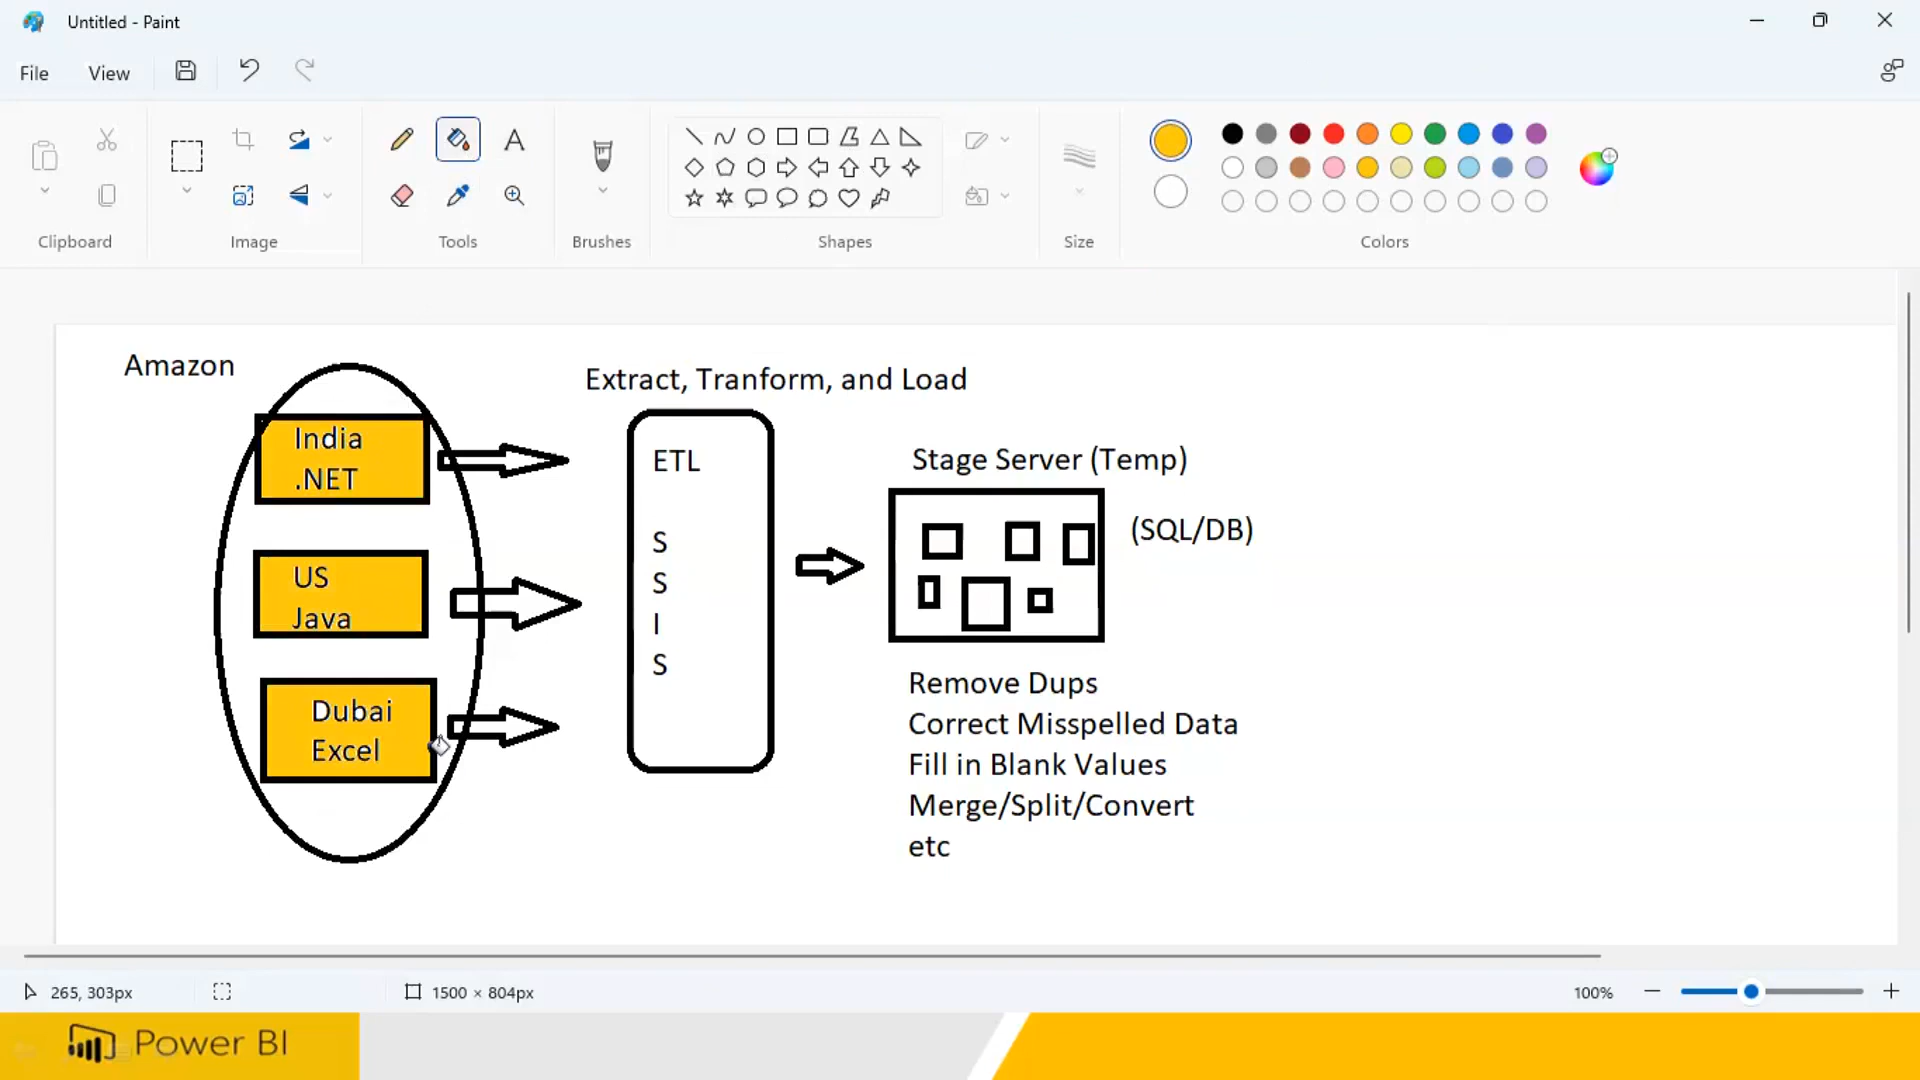 Untitled - Paint
File
View
Clipboard
Image
Tools
Brushes
Shapes
Size
Colors
Amazon
India
.NET
US
Java
Dubai
Excel
Extract, Tranform, and Load
ETL
S
S
I
S
Stage Server (Temp)
(SQL/DB)
Remove Dups
Correct Misspelled Data
Fill in Blank Values
Merge/Split/Convert
etc
265, 303px
1500 × 804px
100%
Power BI